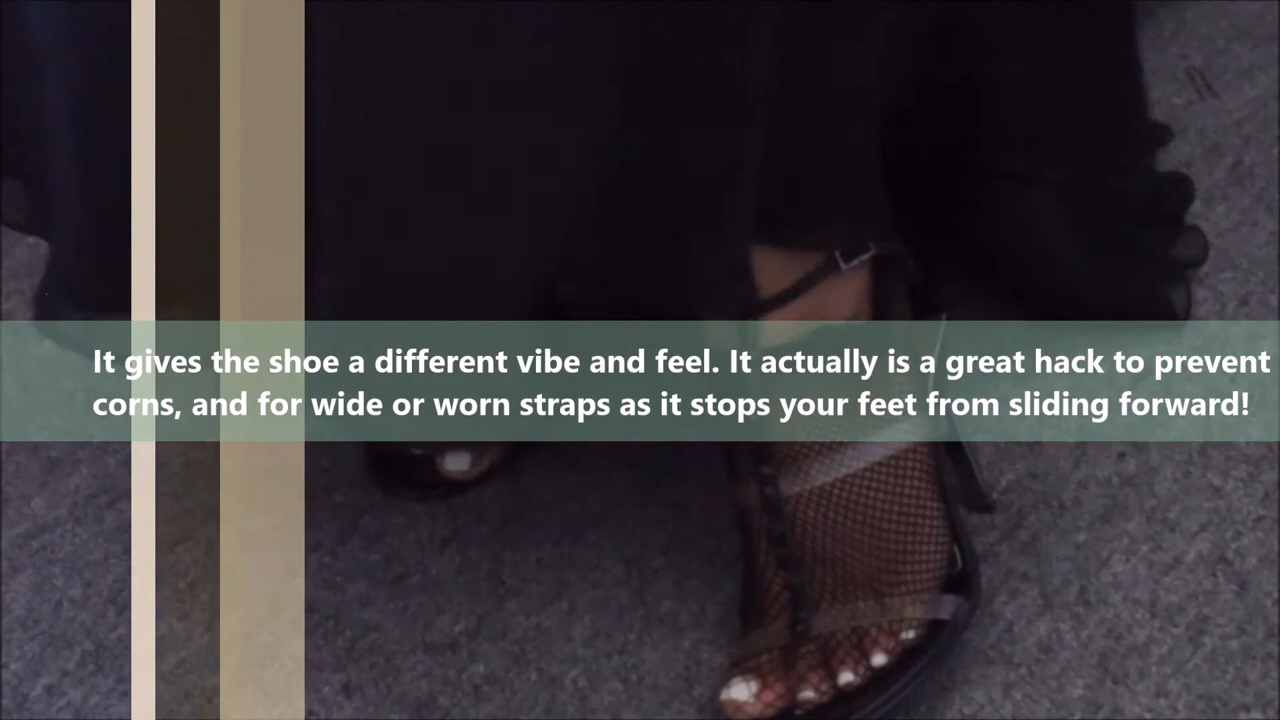 It gives the shoe a different vibe and feel. It actually is a great hack to prevent
corns, and for wide or worn straps as it stops your feet from sliding forward!